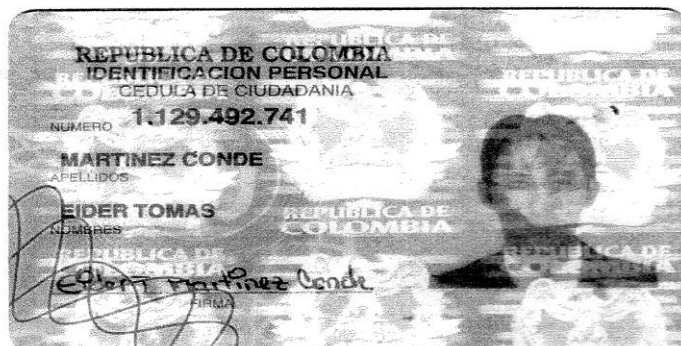 REPUBLICA DE COLOMBIA
IDENTIFICACION PERSONAL
CEDULA DE CIUDADANIA
NUMERO 1.129.492.741
MARTINEZ CONDE
APELLIDOS
EIDER TOMAS
NOMBRES
REPUBLICA DE
COLOMBIA
Eider T Martinez Conde
FIRMA